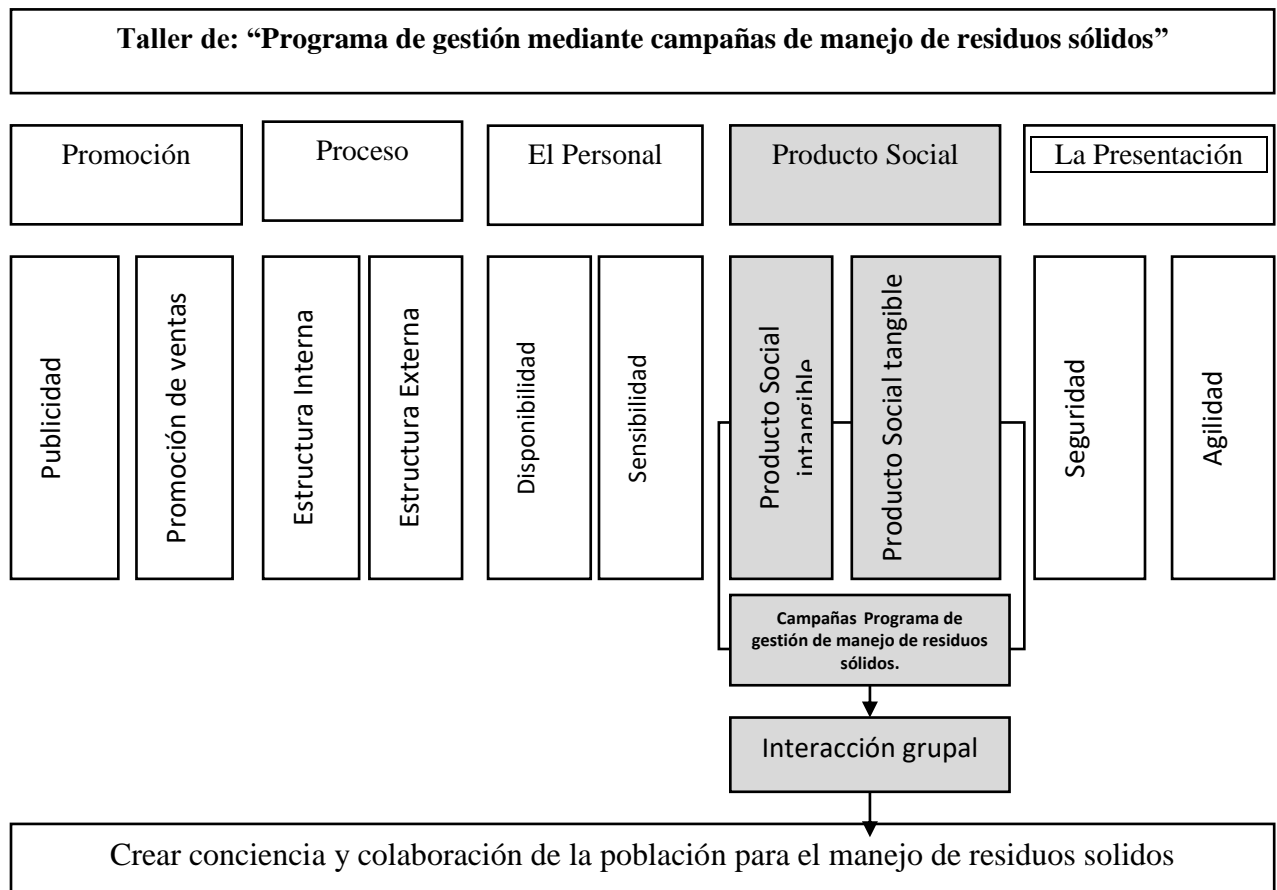 Taller de: “Programa de gestión mediante campañas de manejo de residuos sólidos”
Promoción
Proceso
El Personal
Producto Social
La Presentación
Publicidad
Promoción de ventas
Estructura Interna
Estructura Externa
Disponibilidad
Sensibilidad
Producto Social
intangible
Producto Social tangible
Seguridad
Agilidad
Campañas Programa de
gestión de manejo de residuos
sólidos.
Interacción grupal
Crear conciencia y colaboración de la población para el manejo de residuos solidos